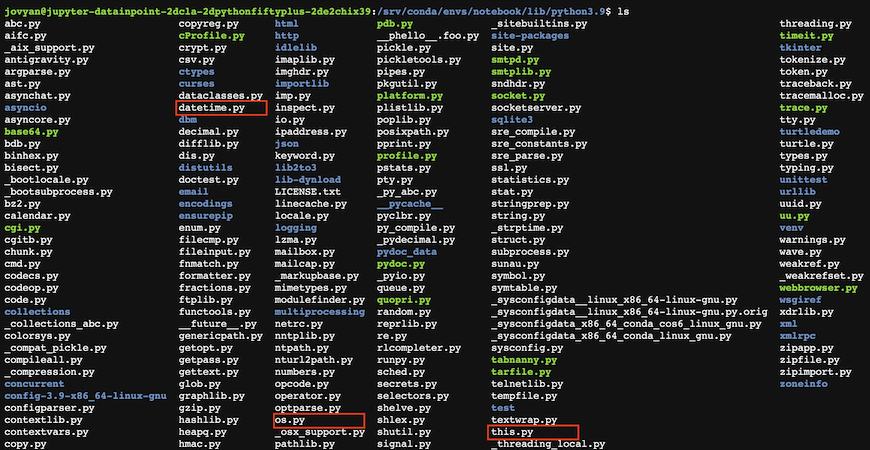 jovyan@jupyter-datainpoint-2dcla-2dpythonfiftyplus-2de2chix39:/srv/conda/envs/notebook/lib/python3.9$ ls
abc.py copyreg.py html pdb.py _sitebuiltins.py threading.py
aifc.py cProfile.py http __phello__.foo.py site-packages timeit.py
_aix_support.py crypt.py idlelib pickle.py site.py tkinter
antigravity.py csv.py imaplib.py pickletools.py smtpd.py tokenize.py
argparse.py ctypes imghdr.py pipes.py smtplib.py token.py
ast.py curses importlib pkgutil.py sndhdr.py traceback.py
asynchat.py dataclasses.py imp.py platform.py socket.py tracemalloc.py
asyncio datetime.py inspect.py plistlib.py socketserver.py trace.py
asyncore.py dbm io.py poplib.py sqlite3 tty.py
base64.py decimal.py ipaddress.py posixpath.py sre_compile.py turtledemo
bdb.py difflib.py json pprint.py sre_constants.py turtle.py
binhex.py dis.py keyword.py profile.py sre_parse.py types.py
bisect.py distutils lib2to3 pstats.py ssl.py typing.py
_bootlocale.py doctest.py lib-dynload pty.py statistics.py unittest
_bootsubprocess.py email LICENSE.txt _py_abc.py stat.py urllib
bz2.py encodings linecache.py __pycache__ stringprep.py uuid.py
calendar.py ensurepip locale.py pyclbr.py string.py uu.py
cgi.py enum.py logging py_compile.py _strptime.py venv
cgitb.py filecmp.py lzma.py _pydecimal.py struct.py warnings.py
chunk.py fileinput.py mailbox.py pydoc_data subprocess.py wave.py
cmd.py fnmatch.py mailcap.py pydoc.py sunau.py weakref.py
codecs.py formatter.py _markupbase.py _pyio.py symbol.py _weakrefset.py
codeop.py fractions.py mimetypes.py queue.py symtable.py webbrowser.py
code.py ftplib.py modulefinder.py quopri.py _sysconfigdata__linux_x86_64-linux-gnu.py wsgiref
collections functools.py multiprocessing random.py _sysconfigdata__linux_x86_64-linux-gnu.py.orig xdrlib.py
_collections_abc.py __future__.py netrc.py reprlib.py _sysconfigdata_x86_64_conda_cos6_linux_gnu.py xml
colorsys.py genericpath.py nntplib.py re.py _sysconfigdata_x86_64_conda_linux_gnu.py xmlrpc
_compat_pickle.py getopt.py ntpath.py rlcompleter.py sysconfig.py zipapp.py
compileall.py getpass.py nturl2path.py runpy.py tabnanny.py zipfile.py
_compression.py gettext.py numbers.py sched.py tarfile.py zipimport.py
concurrent glob.py opcode.py secrets.py telnetlib.py zoneinfo
config-3.9-x86_64-linux-gnu graphlib.py operator.py selectors.py tempfile.py
configparser.py gzip.py optparse.py shelve.py test
contextlib.py hashlib.py os.py shlex.py textwrap.py
contextvars.py heapq.py _osx_support.py shutil.py this.py
copy.py hmac.py pathlib.py signal.py _threading_local.py